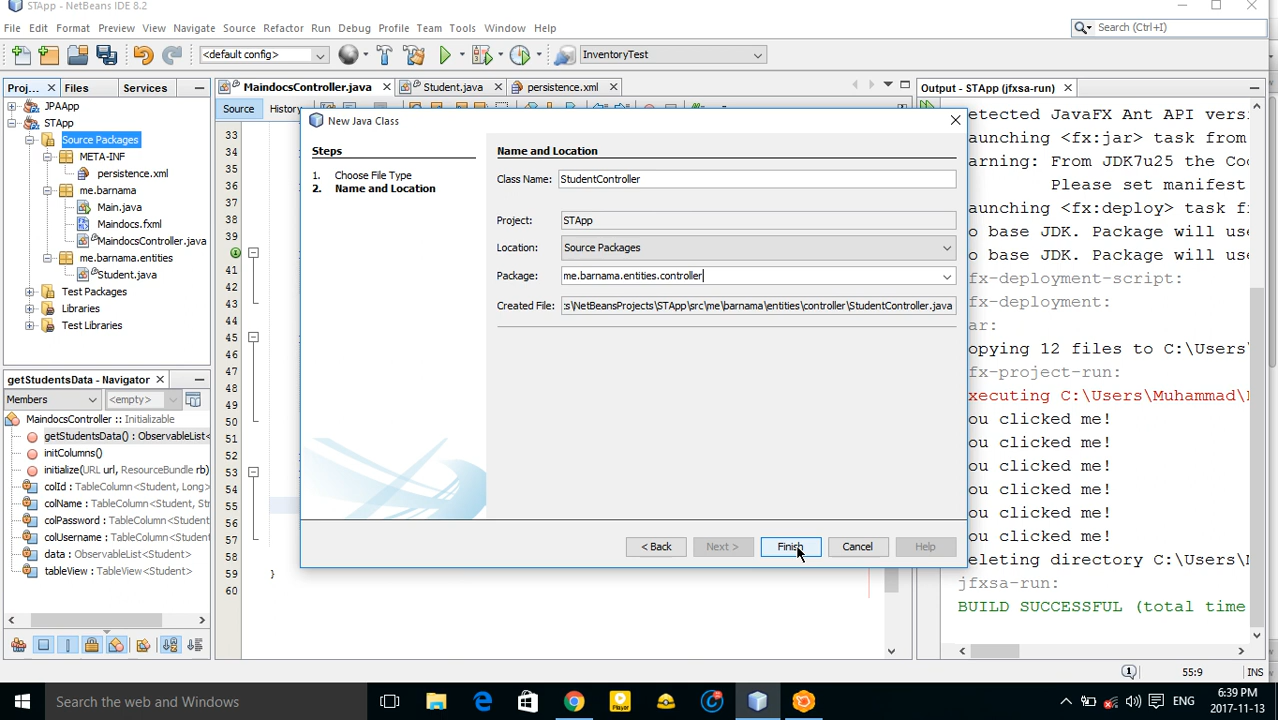 STApp - NetBeans IDE 8.2
File Edit Format Preview View Navigate Source Refactor Run Debug Profile Team Tools Window Help
Search (Ctrl+I)
<default config>
InventoryTest
Proj... Files Services
MaindocsController.java Student.java persistence.xml
Output - STApp (jfxsa-run)
Source History
JPAApp
STApp
Source Packages
META-INF
persistence.xml
me.barnama
Main.java
Maindocs.fxml
MaindocsController.java
me.barnama.entities
Student.java
Test Packages
Libraries
Test Libraries
getStudentsData - Navigator
Members
<empty>
MaindocsController :: Initializable
getStudentsData() : ObservableList<
initColumns()
initialize(URL url, ResourceBundle rb)
colId : TableColumn<Student, Long>
colName : TableColumn<Student, Str
colPassword : TableColumn<Student
colUsername : TableColumn<Student
data : ObservableList<Student>
tableView : TableView<Student>
33
34
35
36
37
38
39
41
42
43
44
45
46
47
48
49
50
51
52
53
54
55
56
57
58
59 }
60
New Java Class
Steps
1. Choose File Type
2. Name and Location
Name and Location
Class Name: StudentController
Project: STApp
Location: Source Packages
Package: me.barnama.entities.controller
Created File: :s\NetBeansProjects\STApp\src\me\barnama\entities\controller\StudentController.java
< Back
Next >
Finish
Cancel
Help
etected JavaFX Ant API versi
aunching <fx:jar> task from
arning: From JDK7u25 the Coo
Please set manifest
aunching <fx:deploy> task fi
o base JDK. Package will use
o base JDK. Package will use
fx-deployment-script:
fx-deployment:
ar:
opying 12 files to C:\Users\
fx-project-run:
xecuting C:\Users\Muhammad\
ou clicked me!
ou clicked me!
ou clicked me!
ou clicked me!
ou clicked me!
ou clicked me!
eleting directory C:\Users\M
jfxsa-run:
BUILD SUCCESSFUL (total time
1
55:9
INS
Search the web and Windows
Player
ENG
6:39 PM
2017-11-13